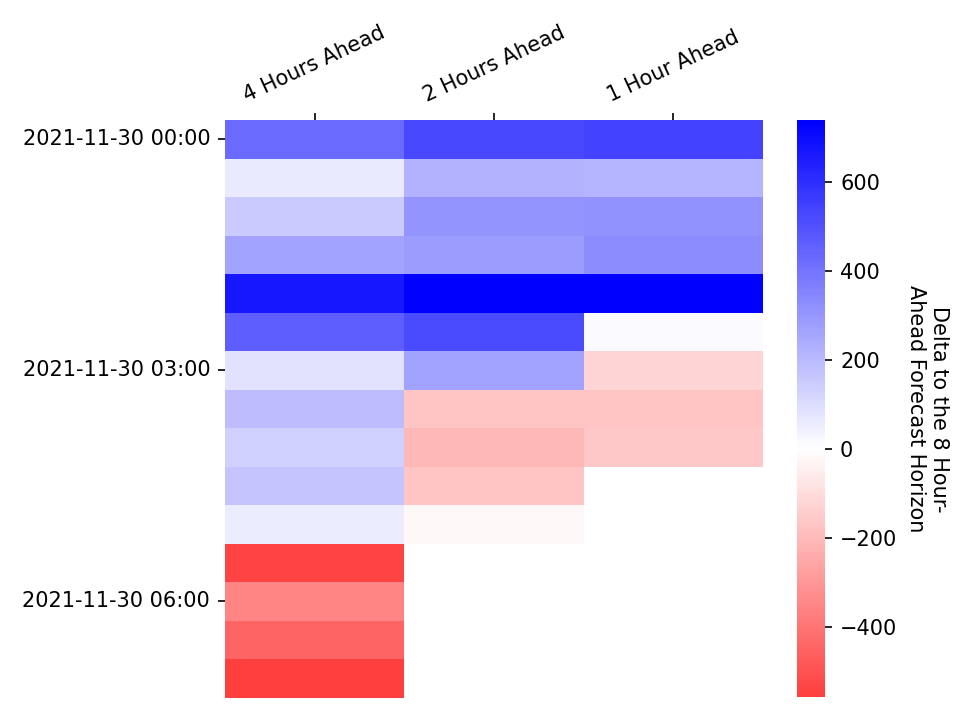 4 Hours Ahead
2 Hours Ahead
1 Hour Ahead
2021-11-30 00:00
2021-11-30 03:00
2021-11-30 06:00
600
400
200
0
−200
−400
Delta to the 8 Hour-
Ahead Forecast Horizon